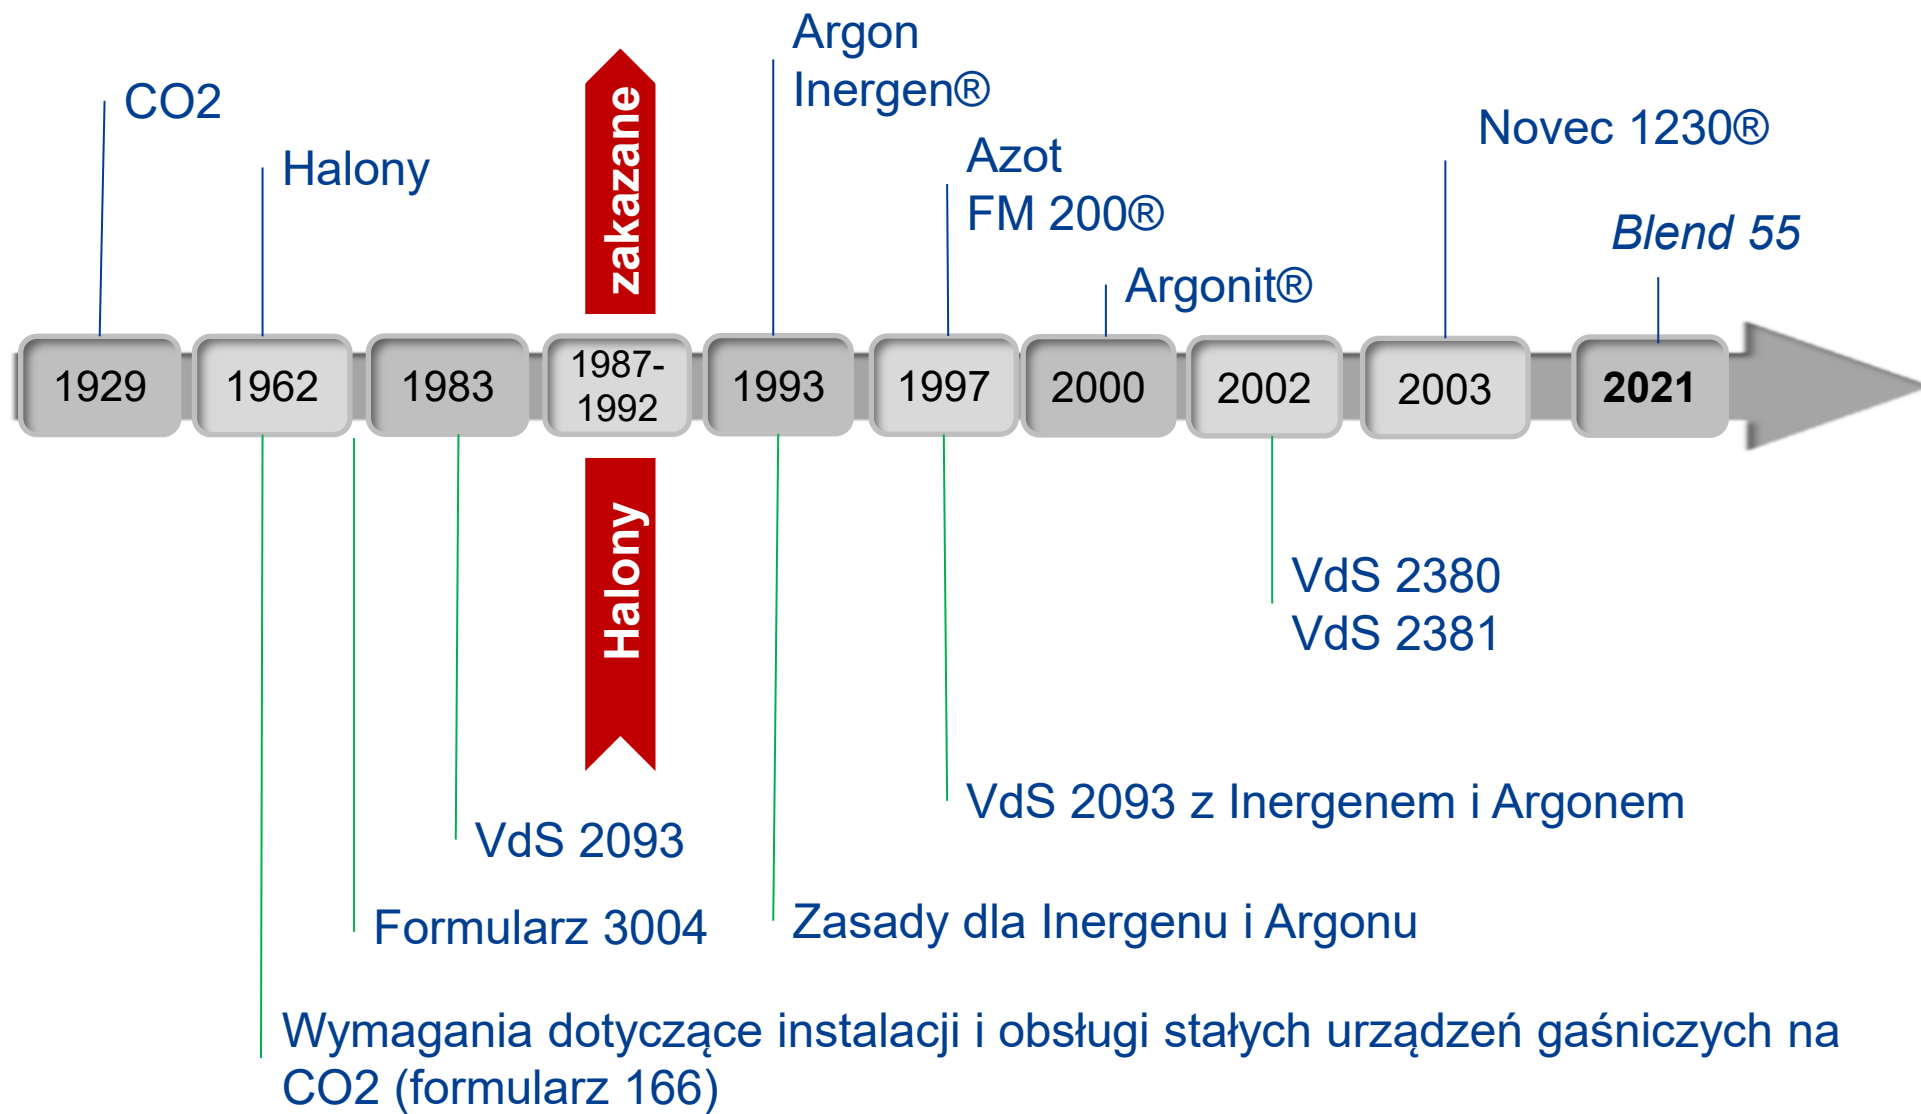 CO2
Halony
zakazane
Argon
Inergen®
Azot
FM 200®
Argonit®
Novec 1230®
Blend 55
1929
1962
1983
1987-
1992
1993
1997
2000
2002
2003
2021
Halony
VdS 2380
VdS 2381
VdS 2093 z Inergenem i Argonem
VdS 2093
Formularz 3004
Zasady dla Inergenu i Argonu
Wymagania dotyczące instalacji i obsługi stałych urządzeń gaśniczych na
CO2 (formularz 166)